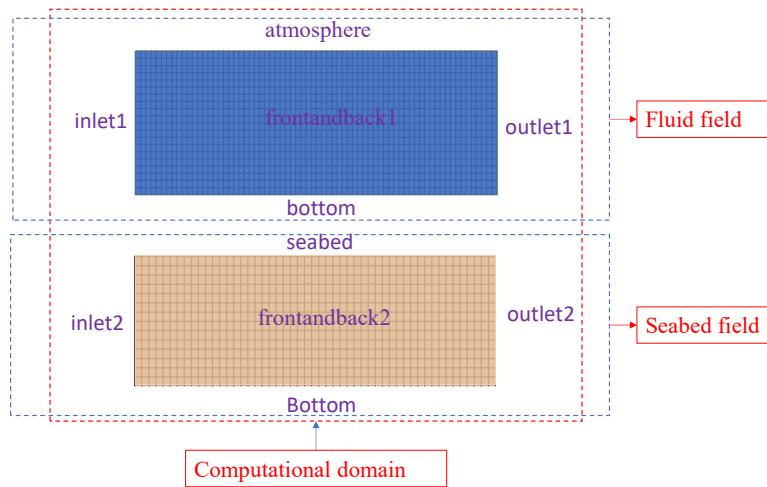 atmosphere
inlet1
frontandback1
outlet1
Fluid field
bottom
seabed
inlet2
frontandback2
outlet2
Seabed field
Bottom
Computational domain